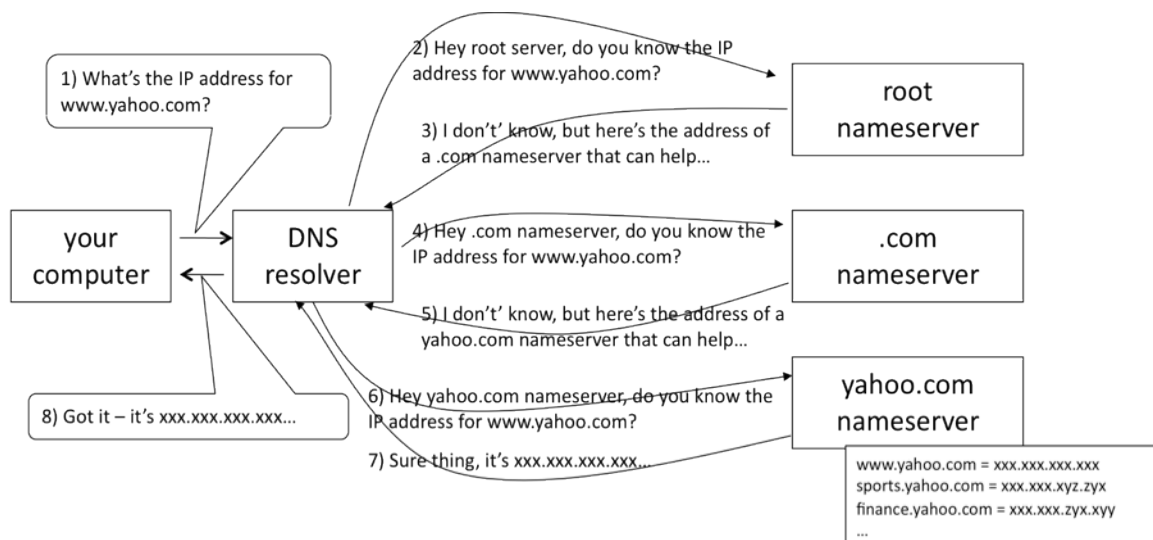 1) What's the IP address for
www.yahoo.com?
2) Hey root server, do you know the IP
address for www.yahoo.com?
root
nameserver
3) I don't' know, but here's the address of
a .com nameserver that can help...
your
computer
DNS
resolver
4) Hey .com nameserver, do you know the
IP address for www.yahoo.com?
.com
nameserver
5) I don't' know, but here's the address of a
yahoo.com nameserver that can help...
8) Got it – it's xxx.xxx.xxx.xxx...
6) Hey yahoo.com nameserver, do you know the
IP address for www.yahoo.com?
7) Sure thing, it's xxx.xxx.xxx.xxx...
yahoo.com
nameserver
www.yahoo.com = xxx.xxx.xxx.xxx
sports.yahoo.com = xxx.xxx.xyz.zyx
finance.yahoo.com = xxx.xxx.zyx.xyy
...